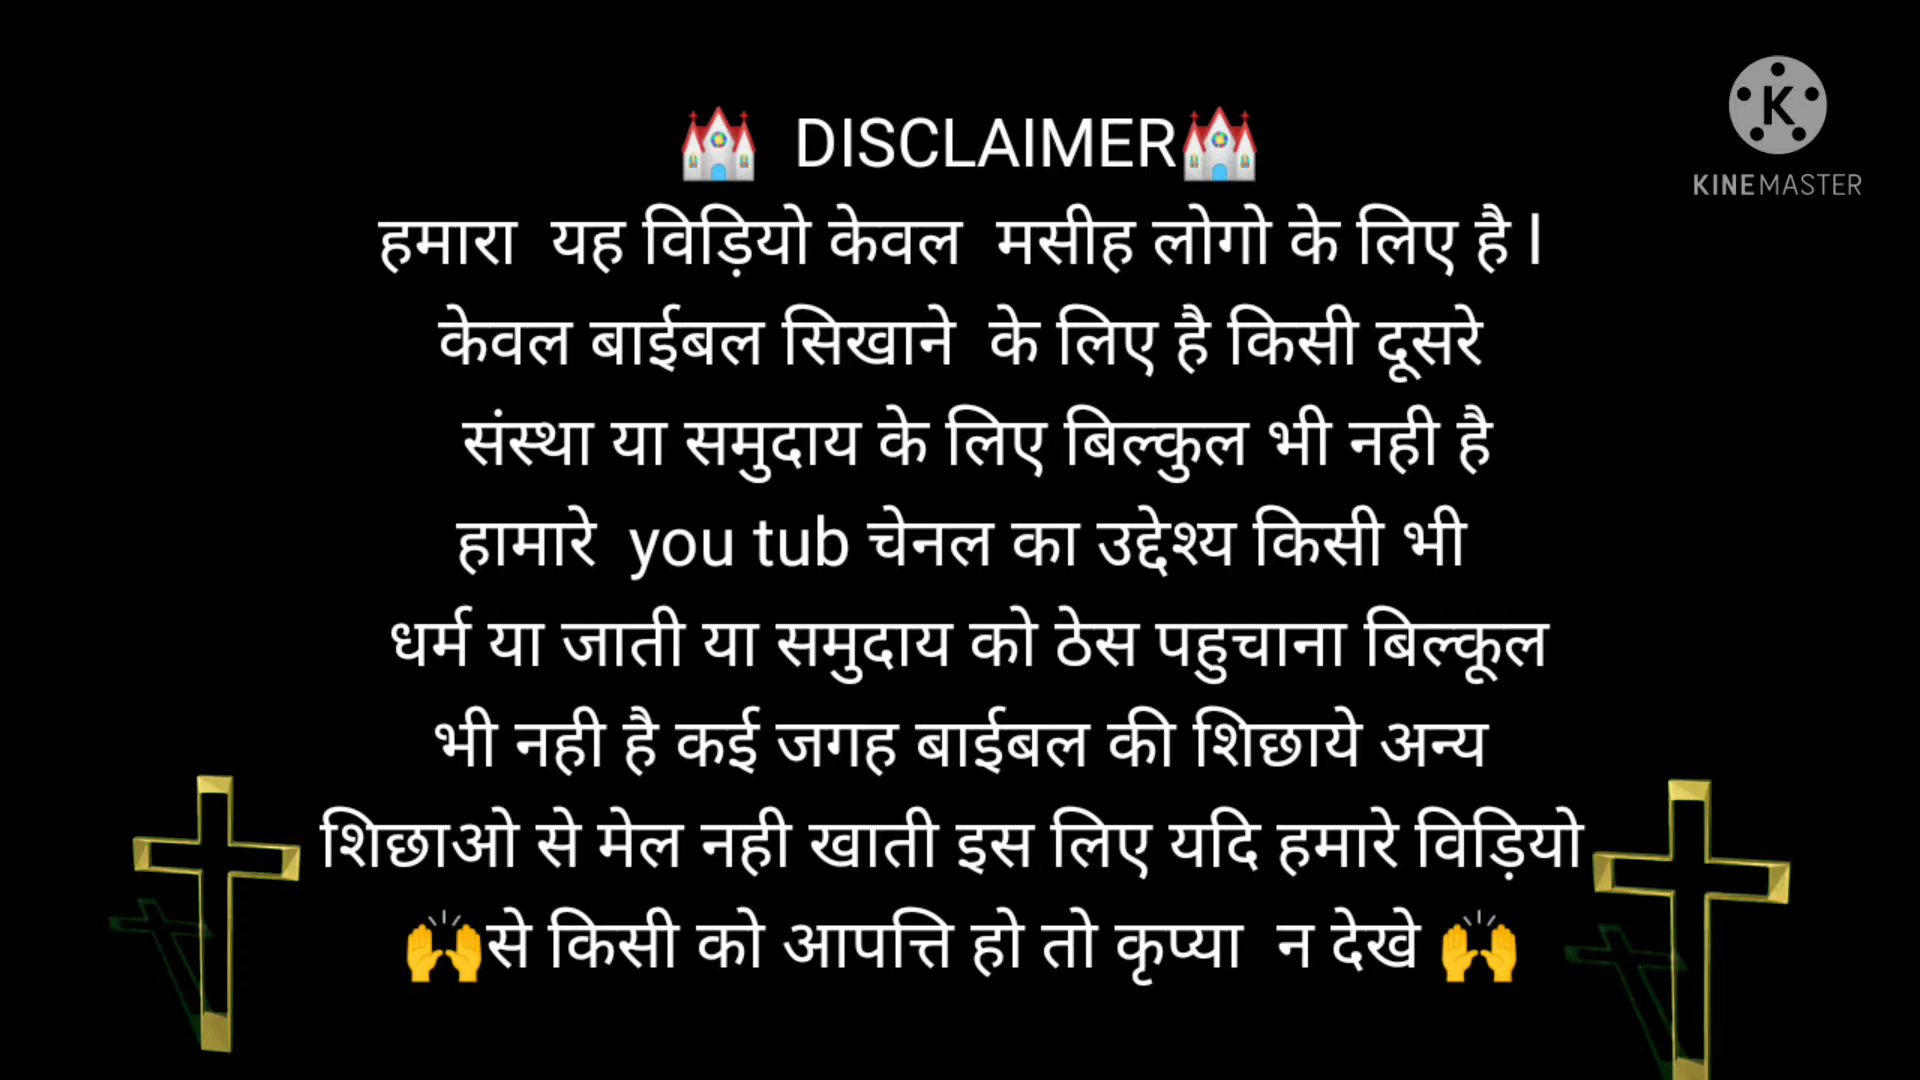 DISCLAIMER
हमारा यह विड़ियो केवल मसीह लोगो के लिए है l
केवल बाईबल सिखाने के लिए है किसी दूसरे
संस्था या समुदाय के लिए बिल्कुल भी नही है
हामारे you tub चेनल का उद्देश्य किसी भी
धर्म या जाती या समुदाय को ठेस पहुचाना बिल्कूल
भी नही है कई जगह बाईबल की शिछाये अन्य
शिछाओ से मेल नही खाती इस लिए यदि हमारे विड़ियो
से किसी को आपत्ति हो तो कृप्या न देखे
K
KINEMASTER